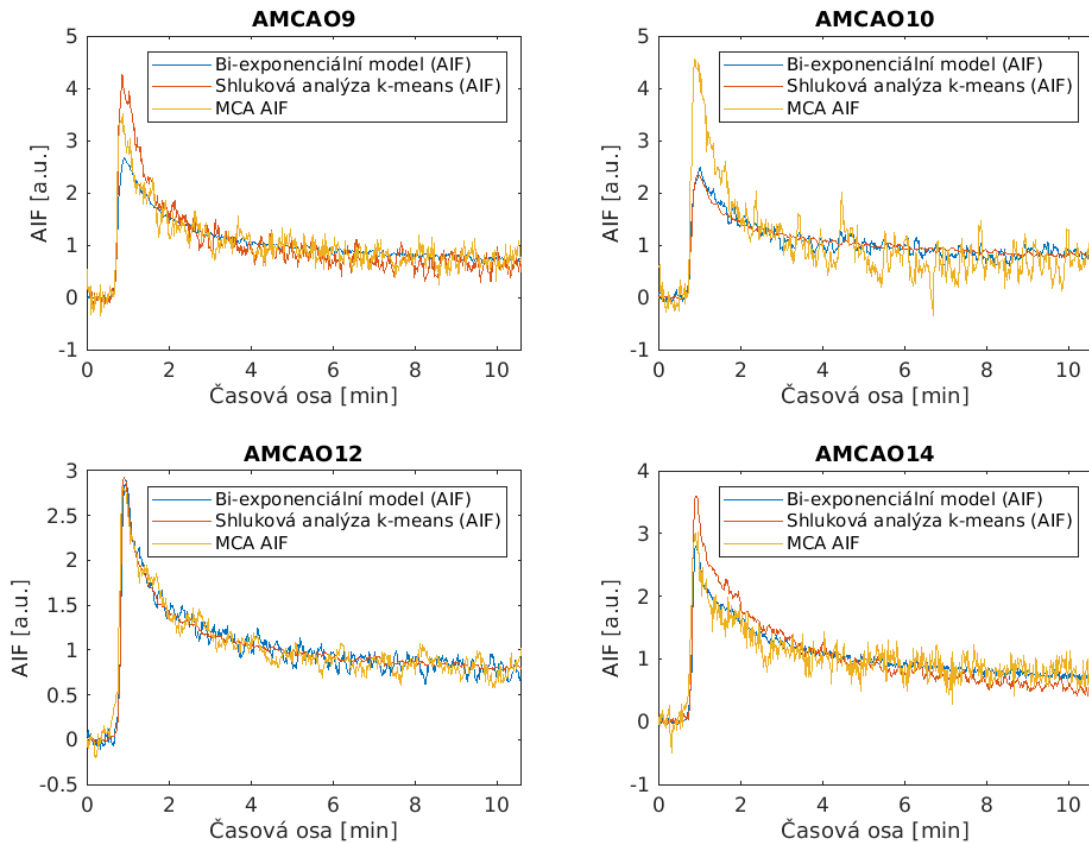 AMCAO9
5
4
3
2
1
0
-1
AIF [a.u.]
Bi-exponenciální model (AIF)
Shluková analýza k-means (AIF)
MCA AIF
0 2 4 6 8 10
Časová osa [min]
AMCAO10
5
4
3
2
1
0
-1
AIF [a.u.]
Bi-exponenciální model (AIF)
Shluková analýza k-means (AIF)
MCA AIF
0 2 4 6 8 10
Časová osa [min]
AMCAO12
3
2.5
2
1.5
1
0.5
0
-0.5
AIF [a.u.]
Bi-exponenciální model (AIF)
Shluková analýza k-means (AIF)
MCA AIF
0 2 4 6 8 10
Časová osa [min]
AMCAO14
4
3
2
1
0
-1
AIF [a.u.]
Bi-exponenciální model (AIF)
Shluková analýza k-means (AIF)
MCA AIF
0 2 4 6 8 10
Časová osa [min]